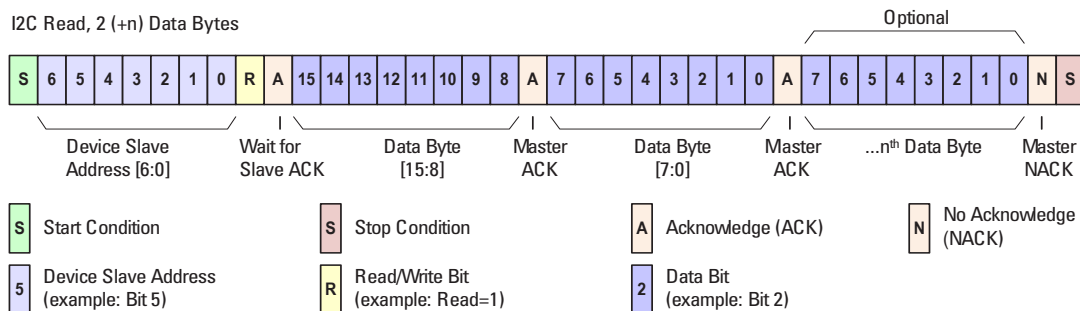 I2C Read, 2 (+n) Data Bytes
Optional
S 6 5 4 3 2 1 0 R A 15 14 13 12 11 10 9 8 A 7 6 5 4 3 2 1 0 A 7 6 5 4 3 2 1 0 N S
Device Slave Wait for Data Byte Master Data Byte Master ...nth Data Byte Master
Address [6:0] Slave ACK [15:8] ACK [7:0] ACK NACK
S Start Condition S Stop Condition A Acknowledge (ACK) N No Acknowledge
(NACK)
5 Device Slave Address R Read/Write Bit 2 Data Bit
(example: Bit 5) (example: Read=1) (example: Bit 2)